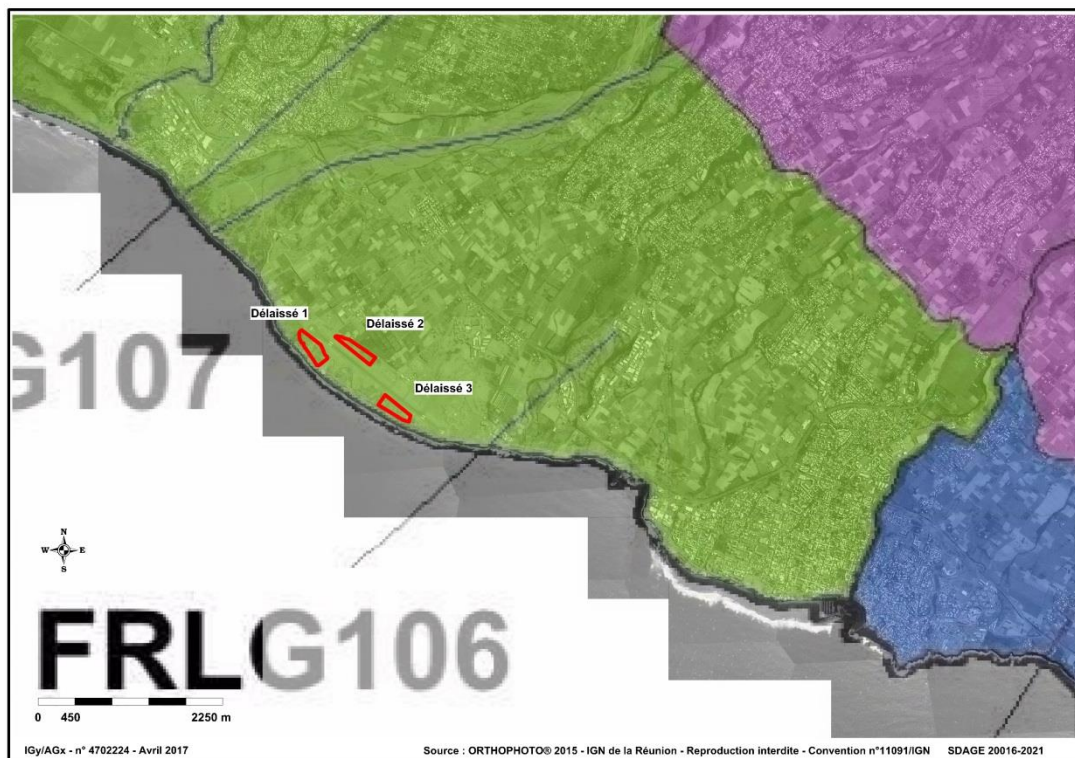 Délaissé 1
Délaissé 2
G107
Délaissé 3
N
W E
S
FRLG106
0 450 2250 m
IGy/AGx - n° 4702224 - Avril 2017
Source : ORTHOPHOTO® 2015 - IGN de la Réunion - Reproduction interdite - Convention n°11091/IGN SDAGE 20016-2021